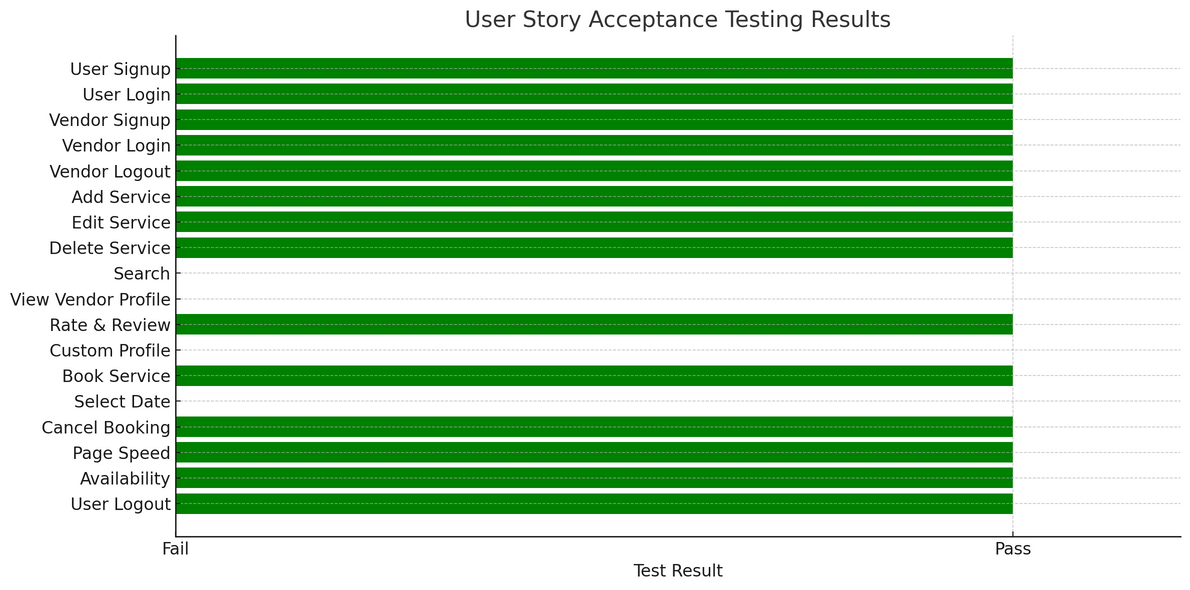 User Story Acceptance Testing Results
User Signup
User Login
Vendor Signup
Vendor Login
Vendor Logout
Add Service
Edit Service
Delete Service
Search
View Vendor Profile
Rate & Review
Custom Profile
Book Service
Select Date
Cancel Booking
Page Speed
Availability
User Logout
Fail Pass
Test Result